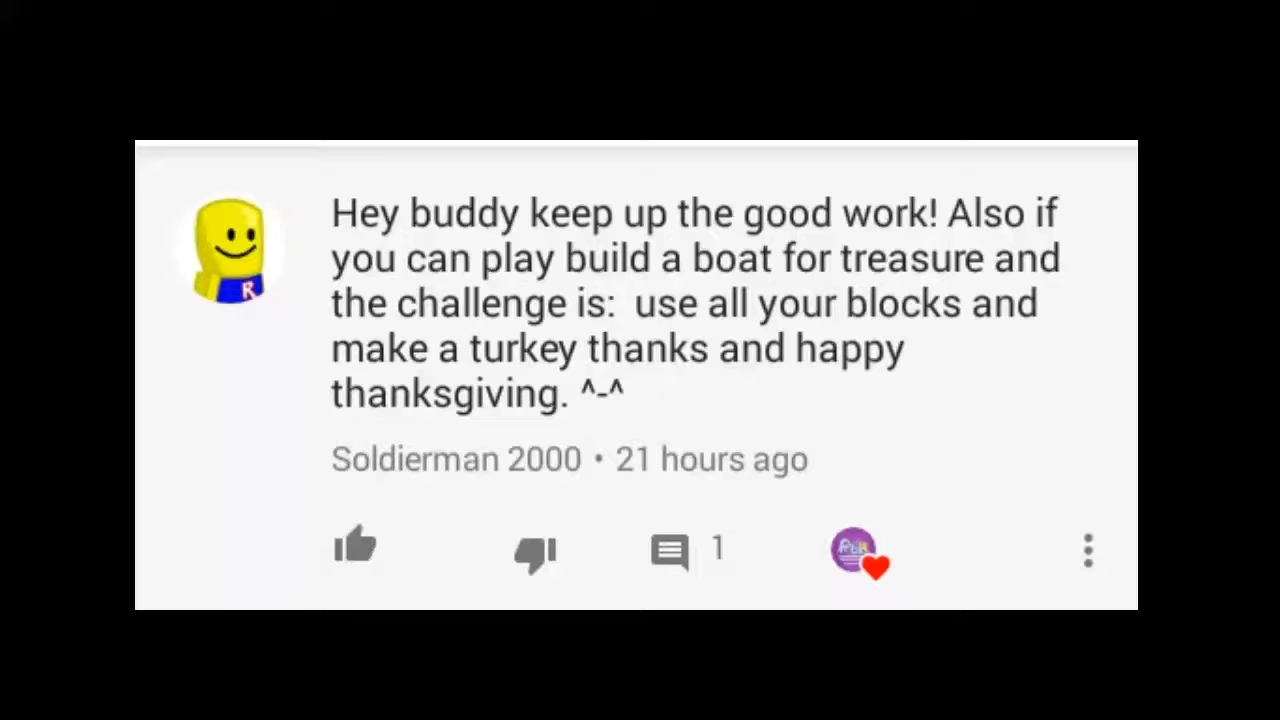 Hey buddy keep up the good work! Also if
you can play build a boat for treasure and
the challenge is:  use all your blocks and
make a turkey thanks and happy
thanksgiving. ^-^
Soldierman 2000 • 21 hours ago
1
R